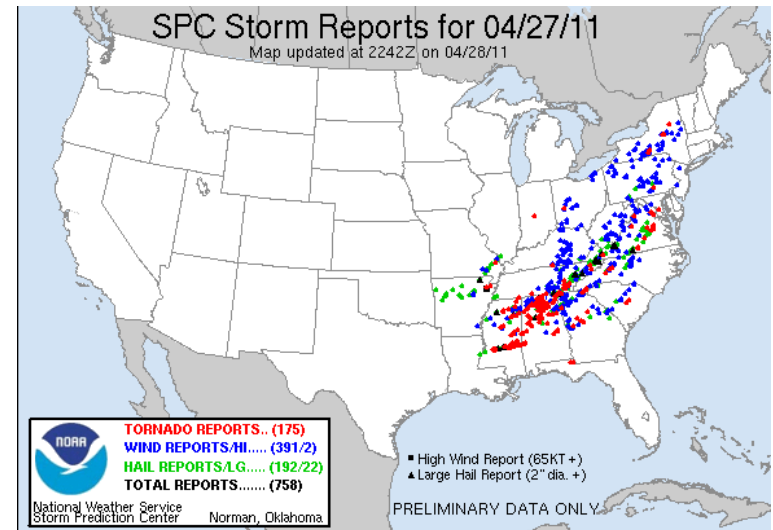 SPC Storm Reports for 04/27/11
Map updated at 2242Z on 04/28/11
NOAA
TORNADO REPORTS.. (175)
WIND REPORTS/HI..... (391/2)
HAIL REPORTS/LG..... (192/22)
TOTAL REPORTS....... (758)
National Weather Service
Storm Prediction Center Norman, Oklahoma
High Wind Report (65KT +)
Large Hail Report (2" dia. +)
PRELIMINARY DATA ONLY